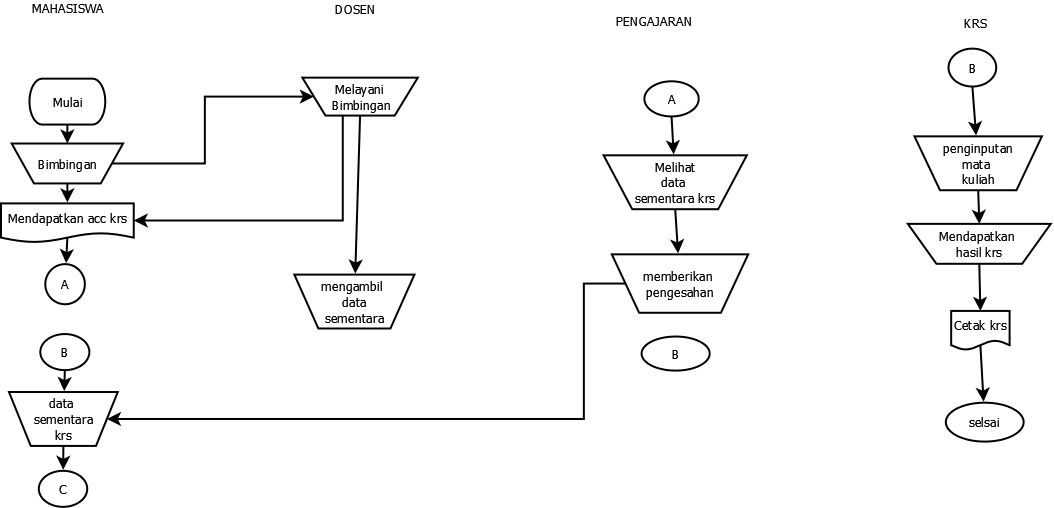 MAHASISWA
DOSEN
PENGAJARAN
KRS
Mulai
Bimbingan
Mendapatkan acc krs
A
B
data
sementara
krs
C
Melayani
Bimbingan
mengambil
data
sementara
A
Melihat
data
sementara krs
memberikan
pengesahan
B
B
penginputan
mata
kuliah
Mendapatkan
hasil krs
Cetak krs
selsai